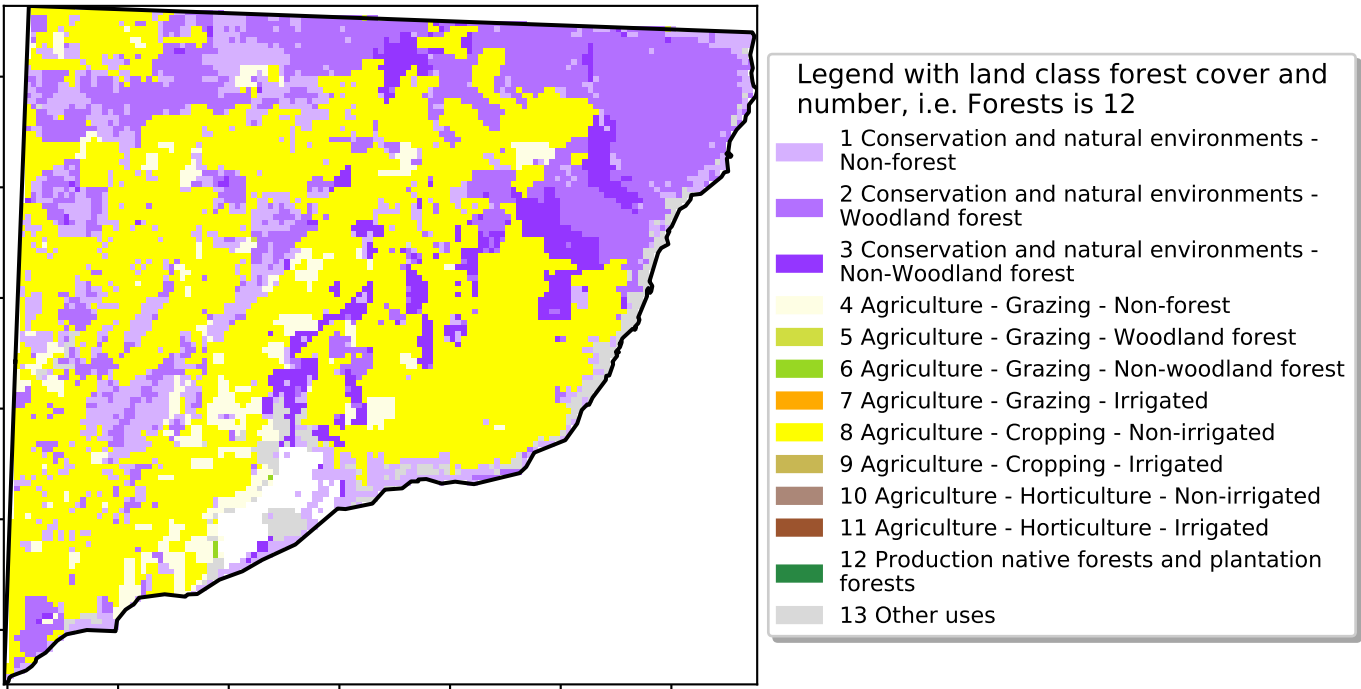 Legend with land class forest cover and
number, i.e. Forests is 12
1 Conservation and natural environments -
Non-forest
2 Conservation and natural environments -
Woodland forest
3 Conservation and natural environments -
Non-Woodland forest
4 Agriculture - Grazing - Non-forest
5 Agriculture - Grazing - Woodland forest
6 Agriculture - Grazing - Non-woodland forest
7 Agriculture - Grazing - Irrigated
8 Agriculture - Cropping - Non-irrigated
9 Agriculture - Cropping - Irrigated
10 Agriculture - Horticulture - Non-irrigated
11 Agriculture - Horticulture - Irrigated
12 Production native forests and plantation
forests
13 Other uses